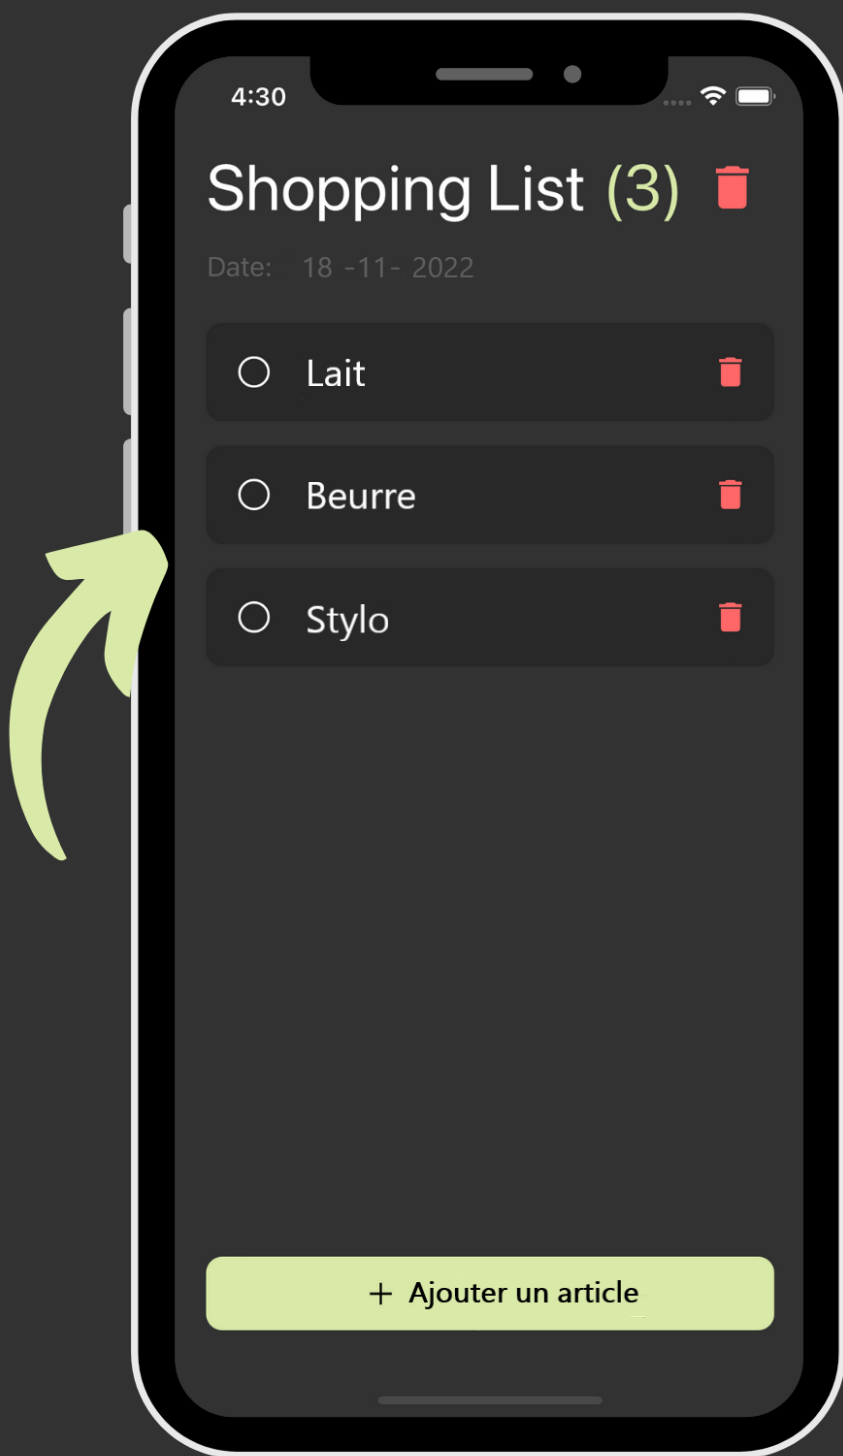 4:30
Shopping List (3)
Date: 18 -11- 2022
Lait
Beurre
Stylo
+ Ajouter un article